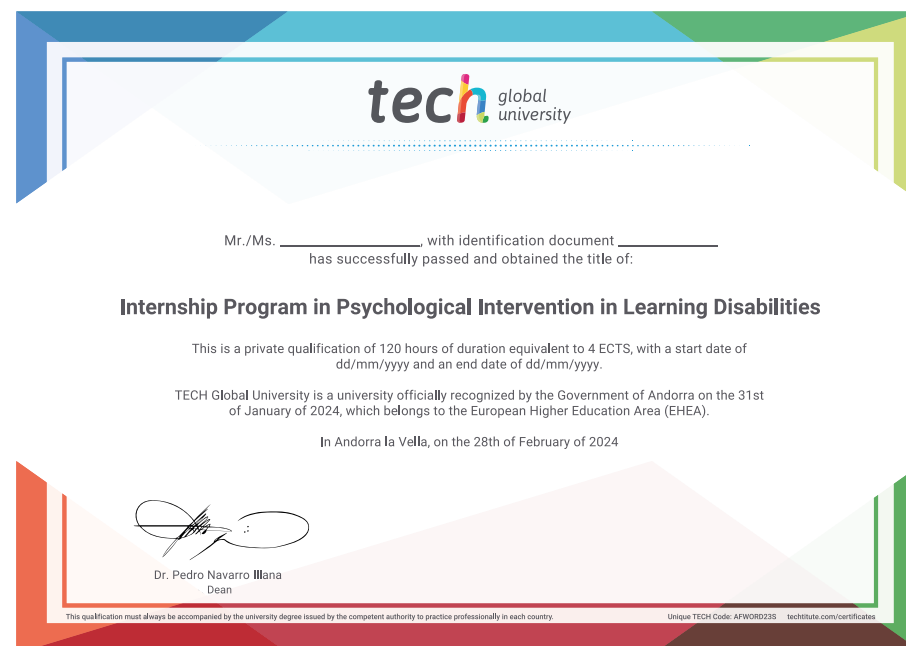 tech global
university
Mr./Ms. ____________________, with identification document ______________
has successfully passed and obtained the title of:
Internship Program in Psychological Intervention in Learning Disabilities
This is a private qualification of 120 hours of duration equivalent to 4 ECTS, with a start date of
dd/mm/yyyy and an end date of dd/mm/yyyy.
TECH Global University is a university officially recognized by the Government of Andorra on the 31st
of January of 2024, which belongs to the European Higher Education Area (EHEA).
In Andorra la Vella, on the 28th of February of 2024
Dr. Pedro Navarro Illana
Dean
This qualification must always be accompanied by the university degree issued by the competent authority to practice professionally in each country.
Unique TECH Code: AFWORD23S techtitute.com/certificates